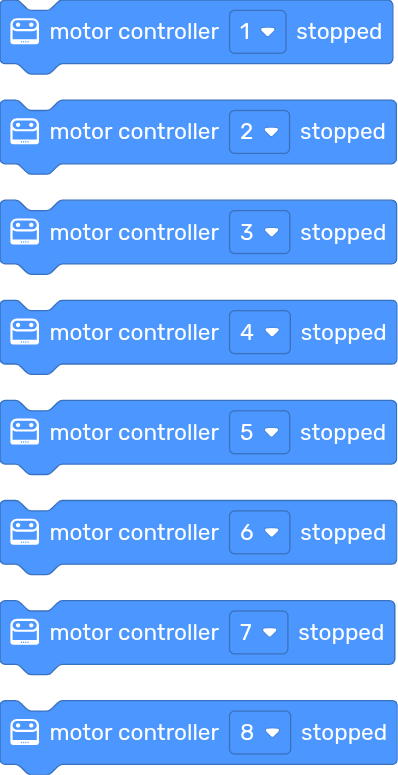 motor controller 1 stopped
motor controller 2 stopped
motor controller 3 stopped
motor controller 4 stopped
motor controller 5 stopped
motor controller 6 stopped
motor controller 7 stopped
motor controller 8 stopped